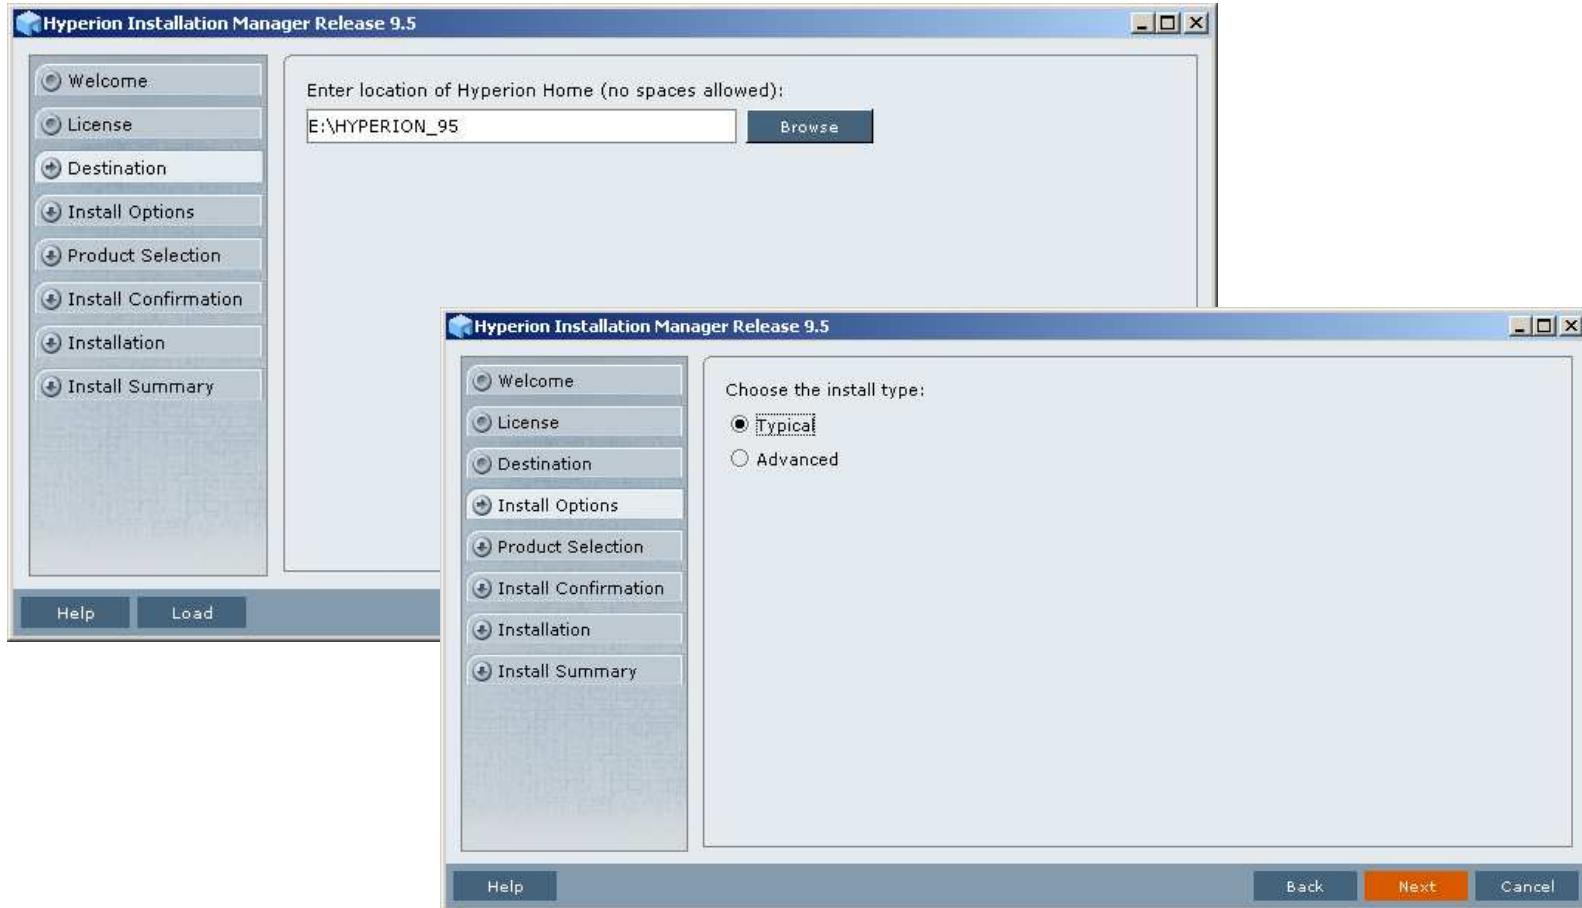 Hyperion Installation Manager Release 9.5
Welcome
License
Destination
Install Options
Product Selection
Install Confirmation
Installation
Install Summary
Enter location of Hyperion Home (no spaces allowed):
E:\HYPERION_95
Browse
Help
Load
Hyperion Installation Manager Release 9.5
Welcome
License
Destination
Install Options
Product Selection
Install Confirmation
Installation
Install Summary
Choose the install type:
Typical
Advanced
Help
Back
Next
Cancel